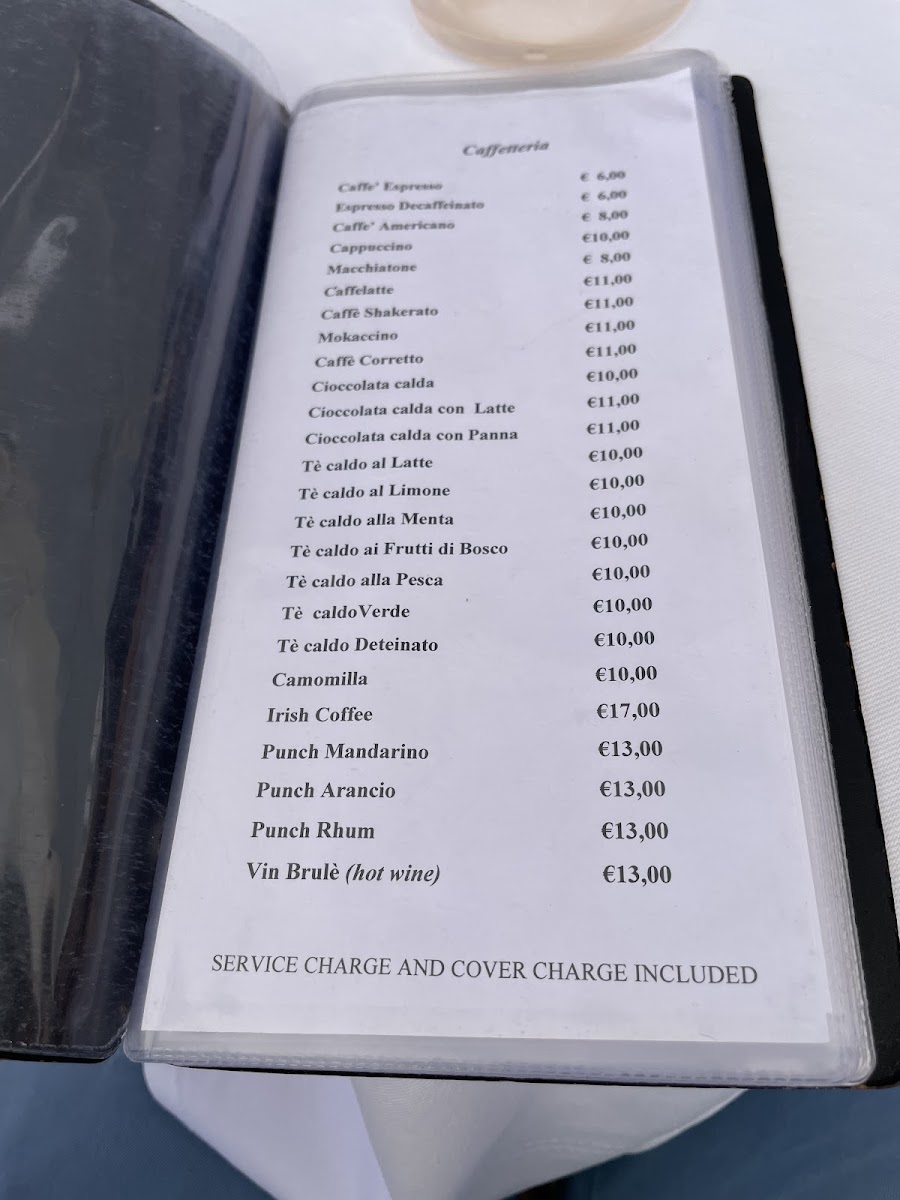 Caffetteria
Caffe' Espresso € 6,00
Espresso Decaffeinato € 6,00
Caffe' Americano € 8,00
Cappuccino €10,00
Macchiatone € 8,00
Caffelatte €11,00
Caffè Shakerato €11,00
Mokaccino €11,00
Caffè Corretto €11,00
Cioccolata calda €10,00
Cioccolata calda con Latte €11,00
Cioccolata calda con Panna €11,00
Tè caldo al Latte €10,00
Tè caldo al Limone €10,00
Tè caldo alla Menta €10,00
Tè caldo ai Frutti di Bosco €10,00
Tè caldo alla Pesca €10,00
Tè caldoVerde €10,00
Tè caldo Deteinato €10,00
Camomilla €10,00
Irish Coffee €17,00
Punch Mandarino €13,00
Punch Arancio €13,00
Punch Rhum €13,00
Vin Brulè (hot wine) €13,00
SERVICE CHARGE AND COVER CHARGE INCLUDED